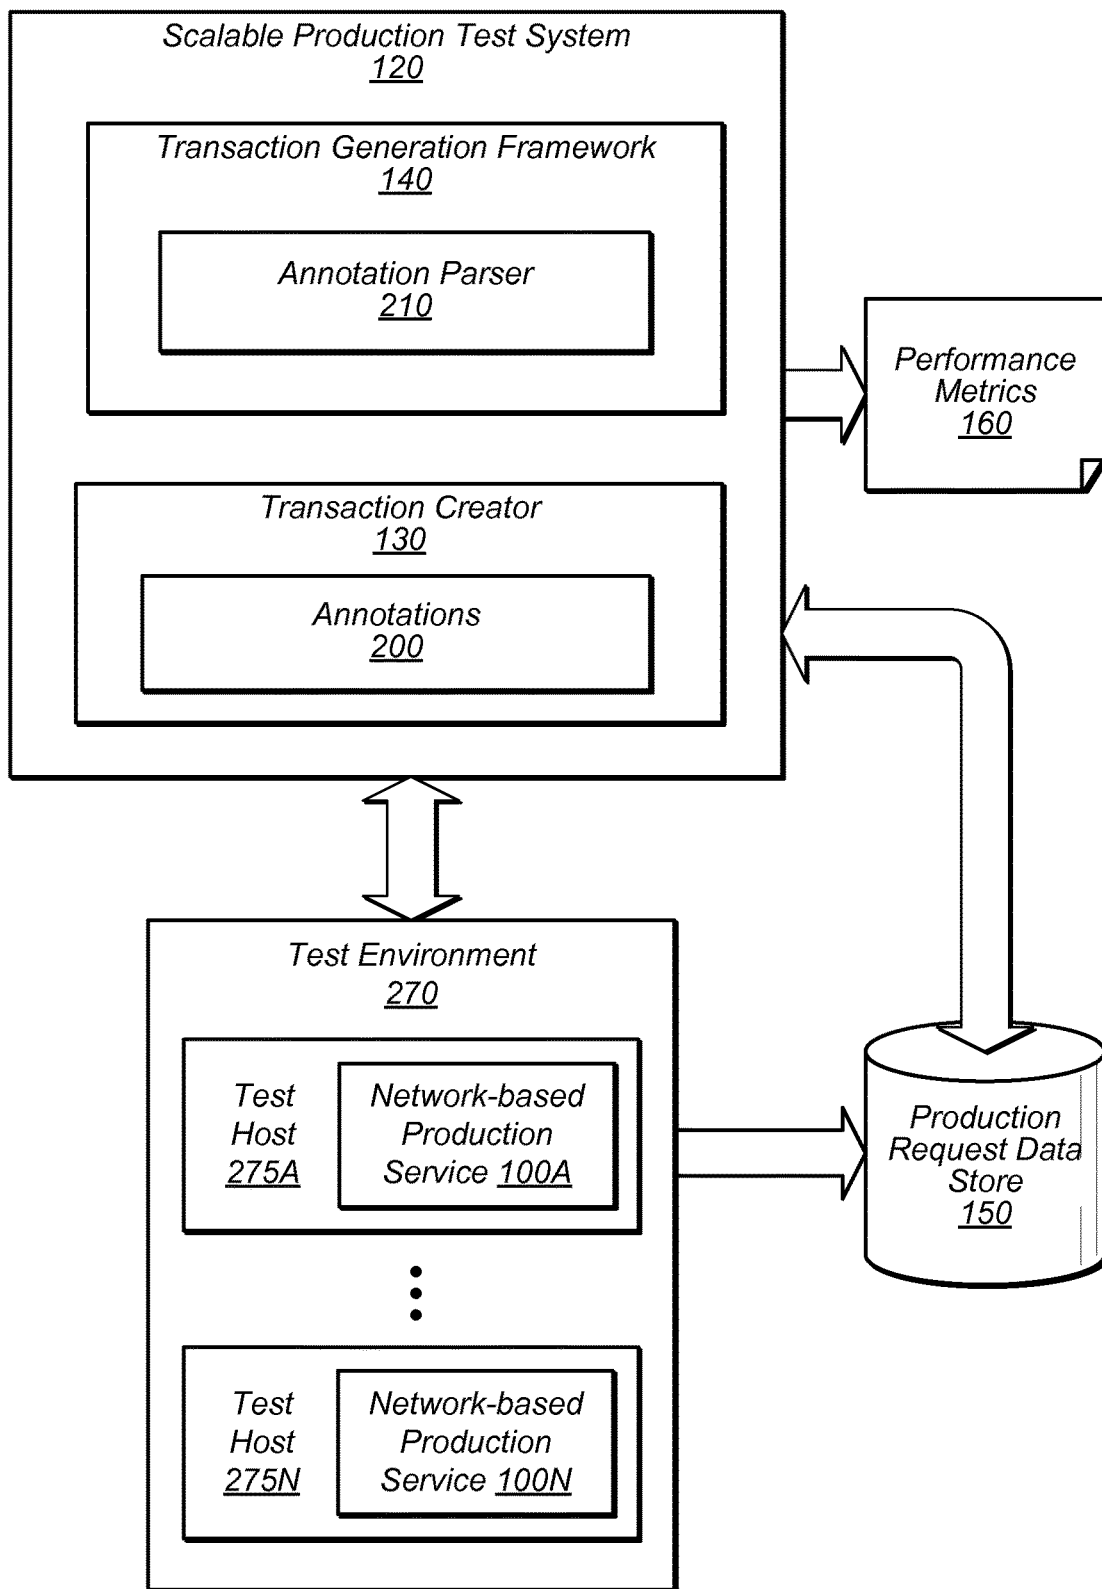 Scalable Production Test System
120
Transaction Generation Framework
140
Annotation Parser
210
Performance
Metrics
160
Transaction Creator
130
Annotations
200
Test Environment
270
Test
Host
275A
Network-based
Production
Service 100A
Production
Request Data
Store
150
Test
Host
275N
Network-based
Production
Service 100N